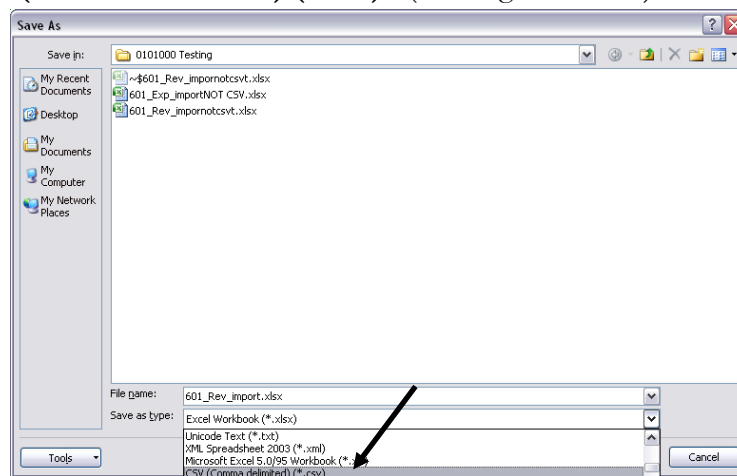 Save As
Save in:
0101000 Testing
My Recent Documents
Desktop
My Documents
My Computer
My Network Places
~$601_Rev_impornotcsvt.xlsx
601_Exp_importNOT CSV.xlsx
601_Rev_impornotcsvt.xlsx
File name:
601_Rev_import.xlsx
Save as type:
Excel Workbook (*.xlsx)
Unicode Text (*.txt)
XML Spreadsheet 2003 (*.xml)
Microsoft Excel 5.0/95 Workbook (*.
CSV (Comma delimited) (*.csv)
Tools
Cancel